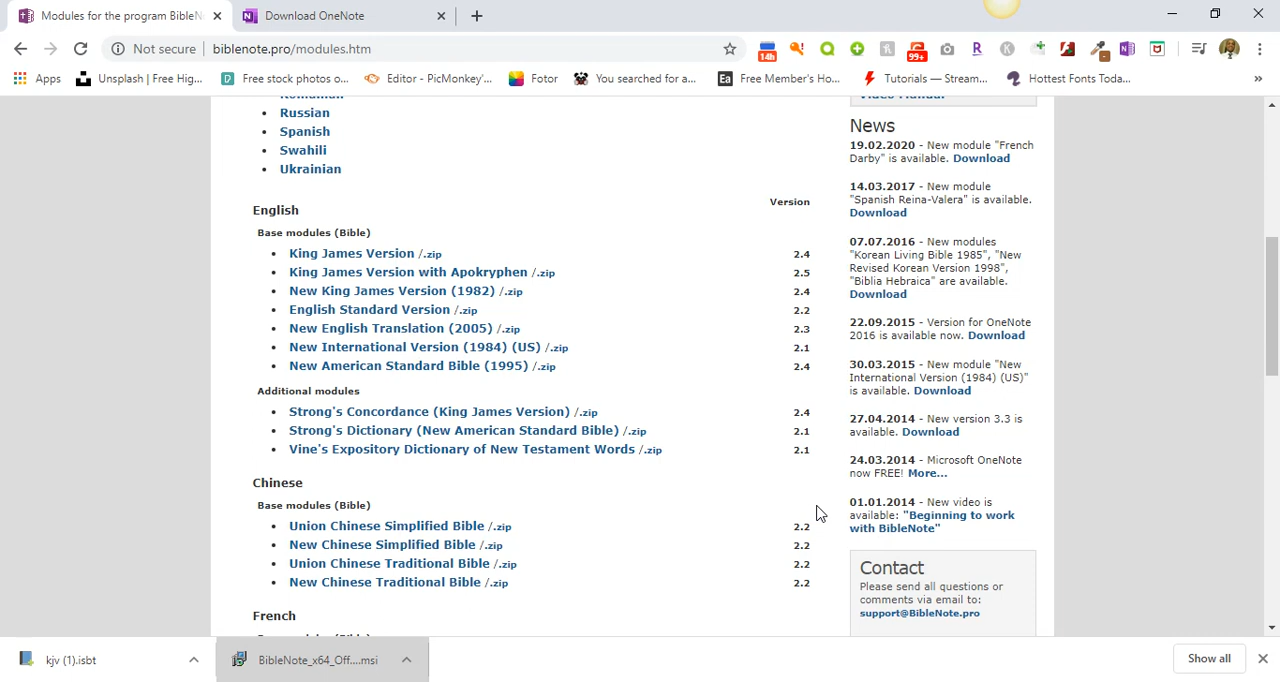 Modules for the program BibleN
Download OneNote
Not secure biblenote.pro/modules.htm
14h
99+
Apps
Unsplash | Free Hig...
Free stock photos o...
Editor - PicMonkey'...
Fotor
You searched for a...
Ea Free Member's Ho...
Tutorials — Stream...
Hottest Fonts Toda...
»
Romanian
Russian
Spanish
Swahili
Ukrainian
Version
English
Base modules (Bible)
King James Version /.zip 2.4
King James Version with Apokryphen /.zip 2.5
New King James Version (1982) /.zip 2.4
English Standard Version /.zip 2.2
New English Translation (2005) /.zip 2.3
New International Version (1984) (US) /.zip 2.1
New American Standard Bible (1995) /.zip 2.4
Additional modules
Strong's Concordance (King James Version) /.zip 2.4
Strong's Dictionary (New American Standard Bible) /.zip 2.1
Vine's Expository Dictionary of New Testament Words /.zip 2.1
Chinese
Base modules (Bible)
Union Chinese Simplified Bible /.zip 2.2
New Chinese Simplified Bible /.zip 2.2
Union Chinese Traditional Bible /.zip 2.2
New Chinese Traditional Bible /.zip 2.2
French
Video Manual
News
19.02.2020 - New module "French
Darby" is available. Download
14.03.2017 - New module
"Spanish Reina-Valera" is available.
Download
07.07.2016 - New modules
"Korean Living Bible 1985", "New
Revised Korean Version 1998",
"Biblia Hebraica" are available.
Download
22.09.2015 - Version for OneNote
2016 is available now. Download
30.03.2015 - New module "New
International Version (1984) (US)"
is available. Download
27.04.2014 - New version 3.3 is
available. Download
24.03.2014 - Microsoft OneNote
now FREE! More...
01.01.2014 - New video is
available: "Beginning to work
with BibleNote"
Contact
Please send all questions or
comments via email to:
support@BibleNote.pro
kjv (1).isbt
BibleNote_x64_Off....msi
Show all